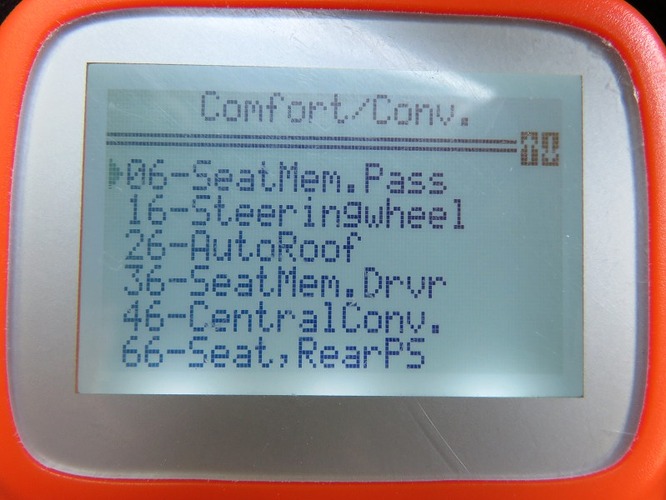 Comfort/Conv.
06-SeatMem.Pass
16-Steeringwheel
26-AutoRoof
36-SeatMem.Drvr
46-CentralConv.
66-Seat,RearPS